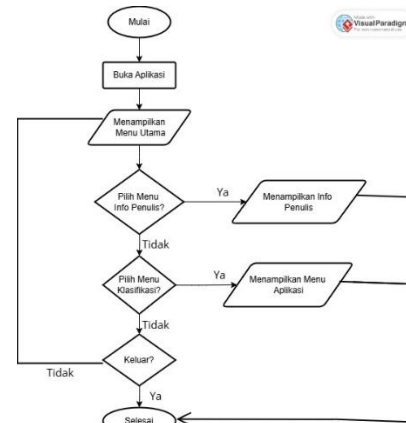 Mulai
VisualParadigm
Buka Aplikasi
Menampilkan
Menu Utama
Pilih Menu
Info Penulis?
Ya
Menampilkan Info
Penulis
Tidak
Pilih Menu
Klasifikasi?
Ya
Menampilkan Menu
Aplikasi
Tidak
Keluar?
Tidak
Ya
Selesai